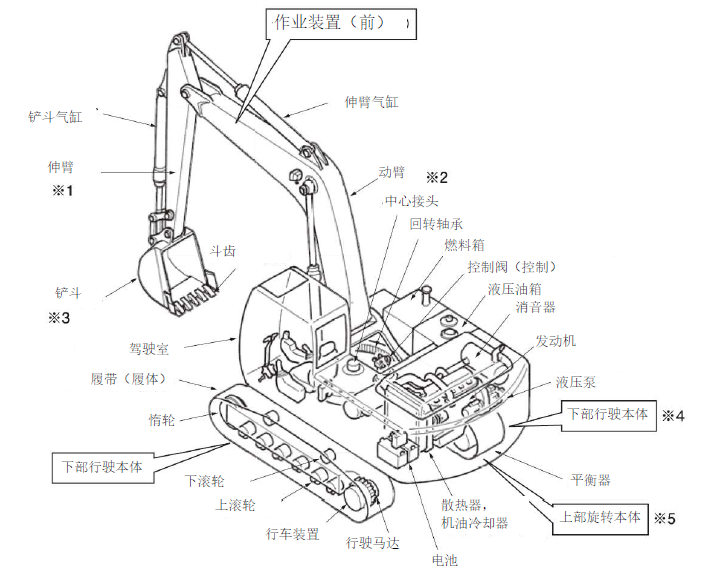 作业装置（前）
伸臂气缸
铲斗气缸
伸臂
※1
动臂
※2
中心接头
回转轴承
斗齿
燃料箱
控制阀（控制）
液压油箱
消音器
铲斗
※3
发动机
驾驶室
液压泵
履带（履体）
下部行驶本体
※4
惰轮
下部行驶本体
下滚轮
平衡器
上滚轮
散热器，
机油冷却器
上部旋转本体
※5
行车装置
行驶马达
电池